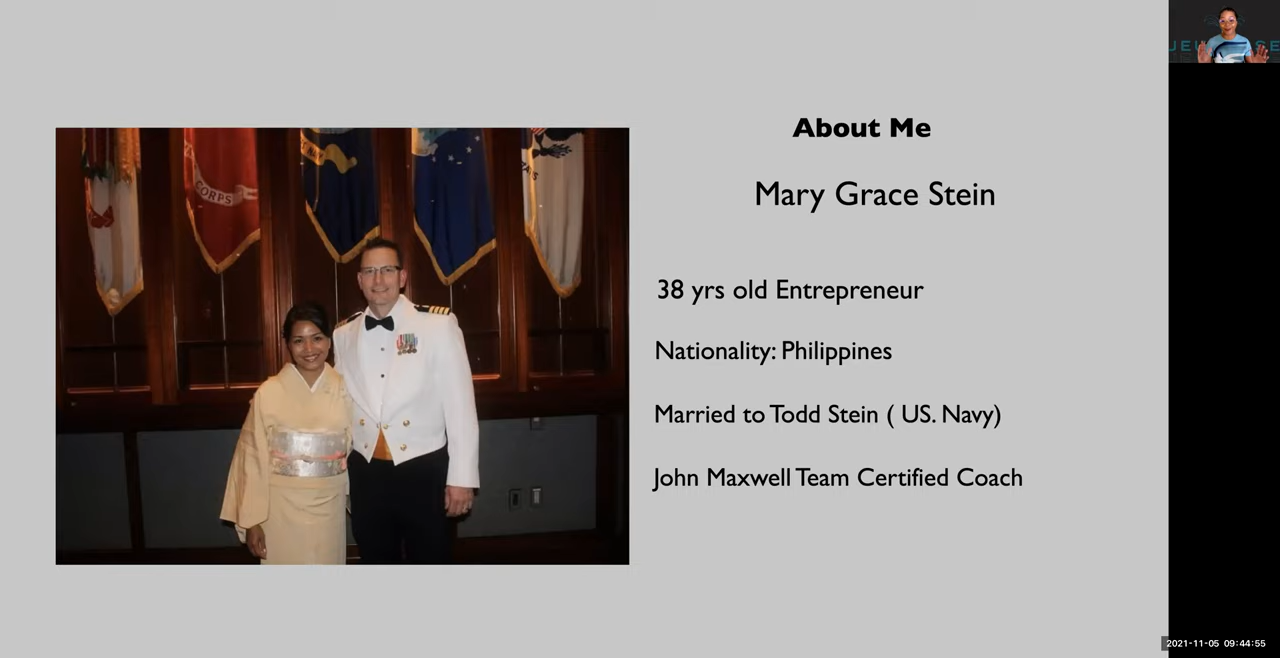 About Me
Mary Grace Stein
38 yrs old Entrepreneur
Nationality: Philippines
Married to Todd Stein ( US. Navy)
John Maxwell Team Certified Coach
CORPS
2021-11-05 09:44:55